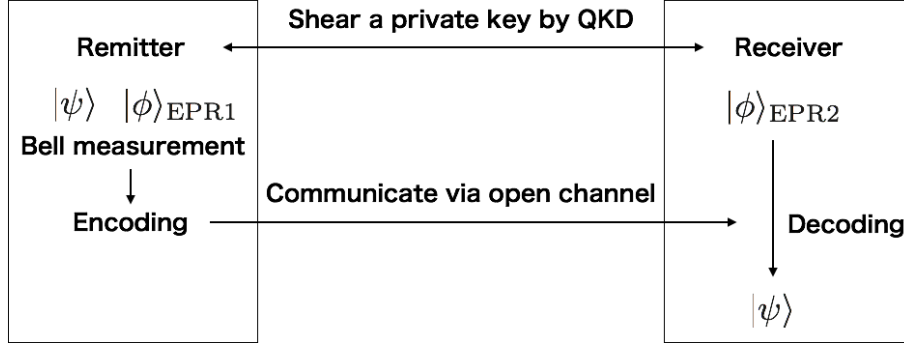 Shear a private key by QKD
Remitter
Receiver
|ψ⟩ |ϕ⟩EPR1
|ϕ⟩EPR2
Bell measurement
Communicate via open channel
Encoding
Decoding
|ψ⟩